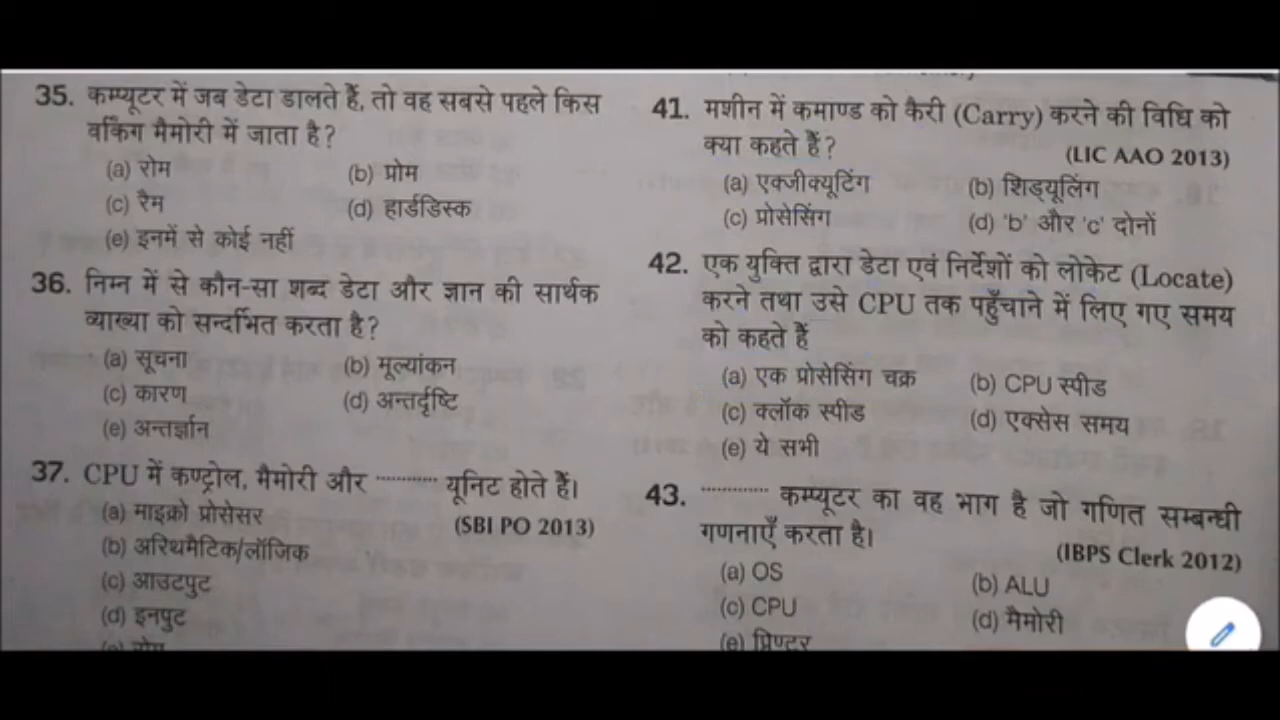 35. कम्प्यूटर में जब डेटा डालते हैं, तो वह सबसे पहले किस
वर्किंग मैमोरी में जाता है?
(a) रोम (b) प्रोम
(c) रैम (d) हार्डडिस्क
(e) इनमें से कोई नहीं
36. निम्न में से कौन-सा शब्द डेटा और ज्ञान की सार्थक
व्याख्या को सन्दर्भित करता है?
(a) सूचना (b) मूल्यांकन
(c) कारण (d) अन्तर्दृष्टि
(e) अन्तर्ज्ञान
37. CPU में कण्ट्रोल, मैमोरी और ............ यूनिट होते हैं।
(a) माइक्रो प्रोसेसर (SBI PO 2013)
(b) अरिथमैटिक/लॉजिक
(c) आउटपुट
(d) इनपुट
41. मशीन में कमाण्ड को कैरी (Carry) करने की विधि को
क्या कहते हैं? (LIC AAO 2013)
(a) एक्जीक्यूटिंग (b) शिड्यूलिंग
(c) प्रोसेसिंग (d) 'b' और 'c' दोनों
42. एक युक्ति द्वारा डेटा एवं निर्देशों को लोकेट (Locate)
करने तथा उसे CPU तक पहुँचाने में लिए गए समय
को कहते हैं
(a) एक प्रोसेसिंग चक्र (b) CPU स्पीड
(c) क्लॉक स्पीड (d) एक्सेस समय
(e) ये सभी
43. ............ कम्प्यूटर का वह भाग है जो गणित सम्बन्धी
गणनाएँ करता है।
(IBPS Clerk 2012)
(a) OS (b) ALU
(c) CPU (d) मैमोरी
(e) प्रिण्टर